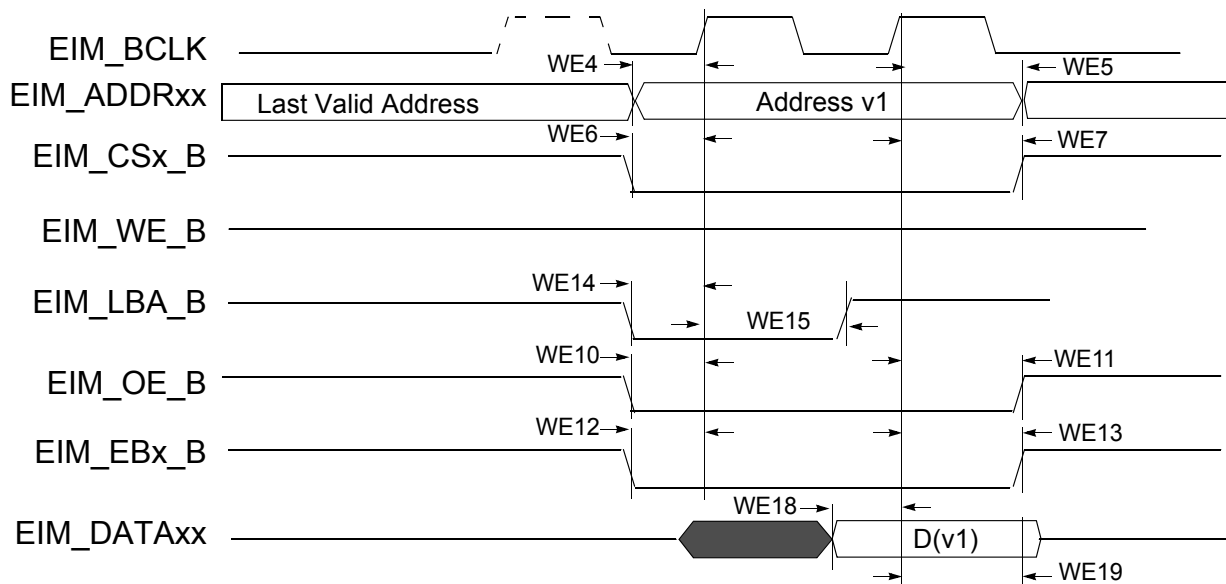 EIM_BCLK
WE4
WE5
EIM_ADDRxx
Last Valid Address
Address v1
WE6
WE7
EIM_CSx_B
EIM_WE_B
WE14
EIM_LBA_B
WE15
WE10
WE11
EIM_OE_B
WE12
WE13
EIM_EBx_B
WE18
EIM_DATAxx
D(v1)
WE19